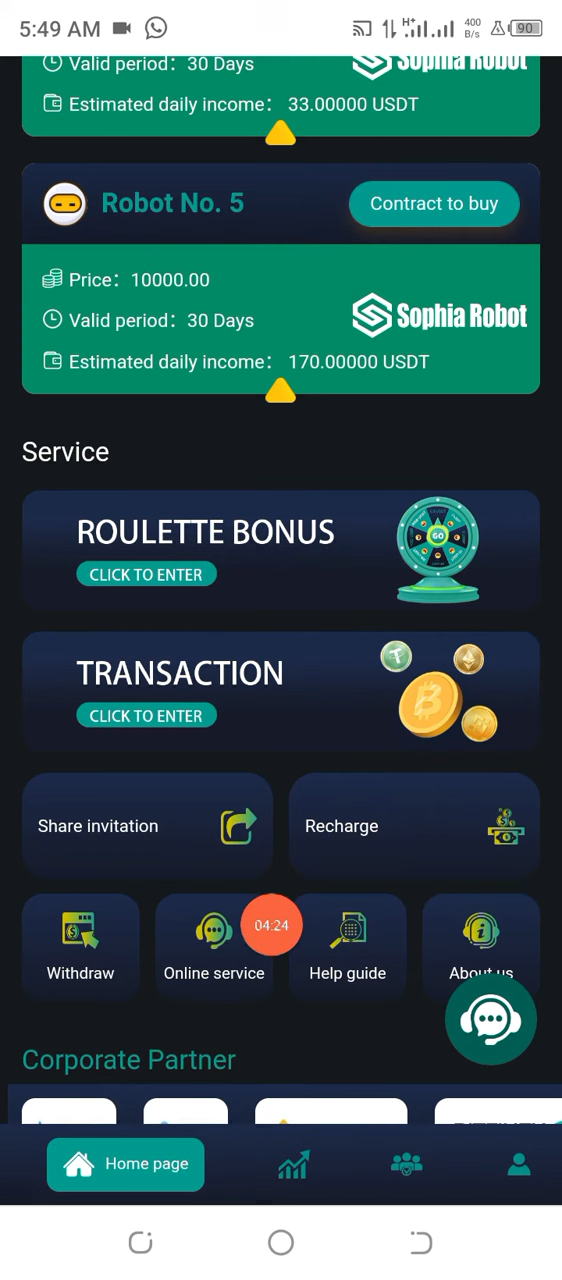 5:49 AM
H+
400
B/s
90
Valid period： 30 Days
Sophia Robot
Estimated daily income： 33.00000 USDT
Robot No. 5
Contract to buy
Price： 10000.00
Valid period： 30 Days
Sophia Robot
Estimated daily income： 170.00000 USDT
Service
ROULETTE BONUS
CLICK TO ENTER
GO
TRANSACTION
CLICK TO ENTER
Share invitation
Recharge
04:24
Withdraw
Online service
Help guide
About us
Corporate Partner
Home page